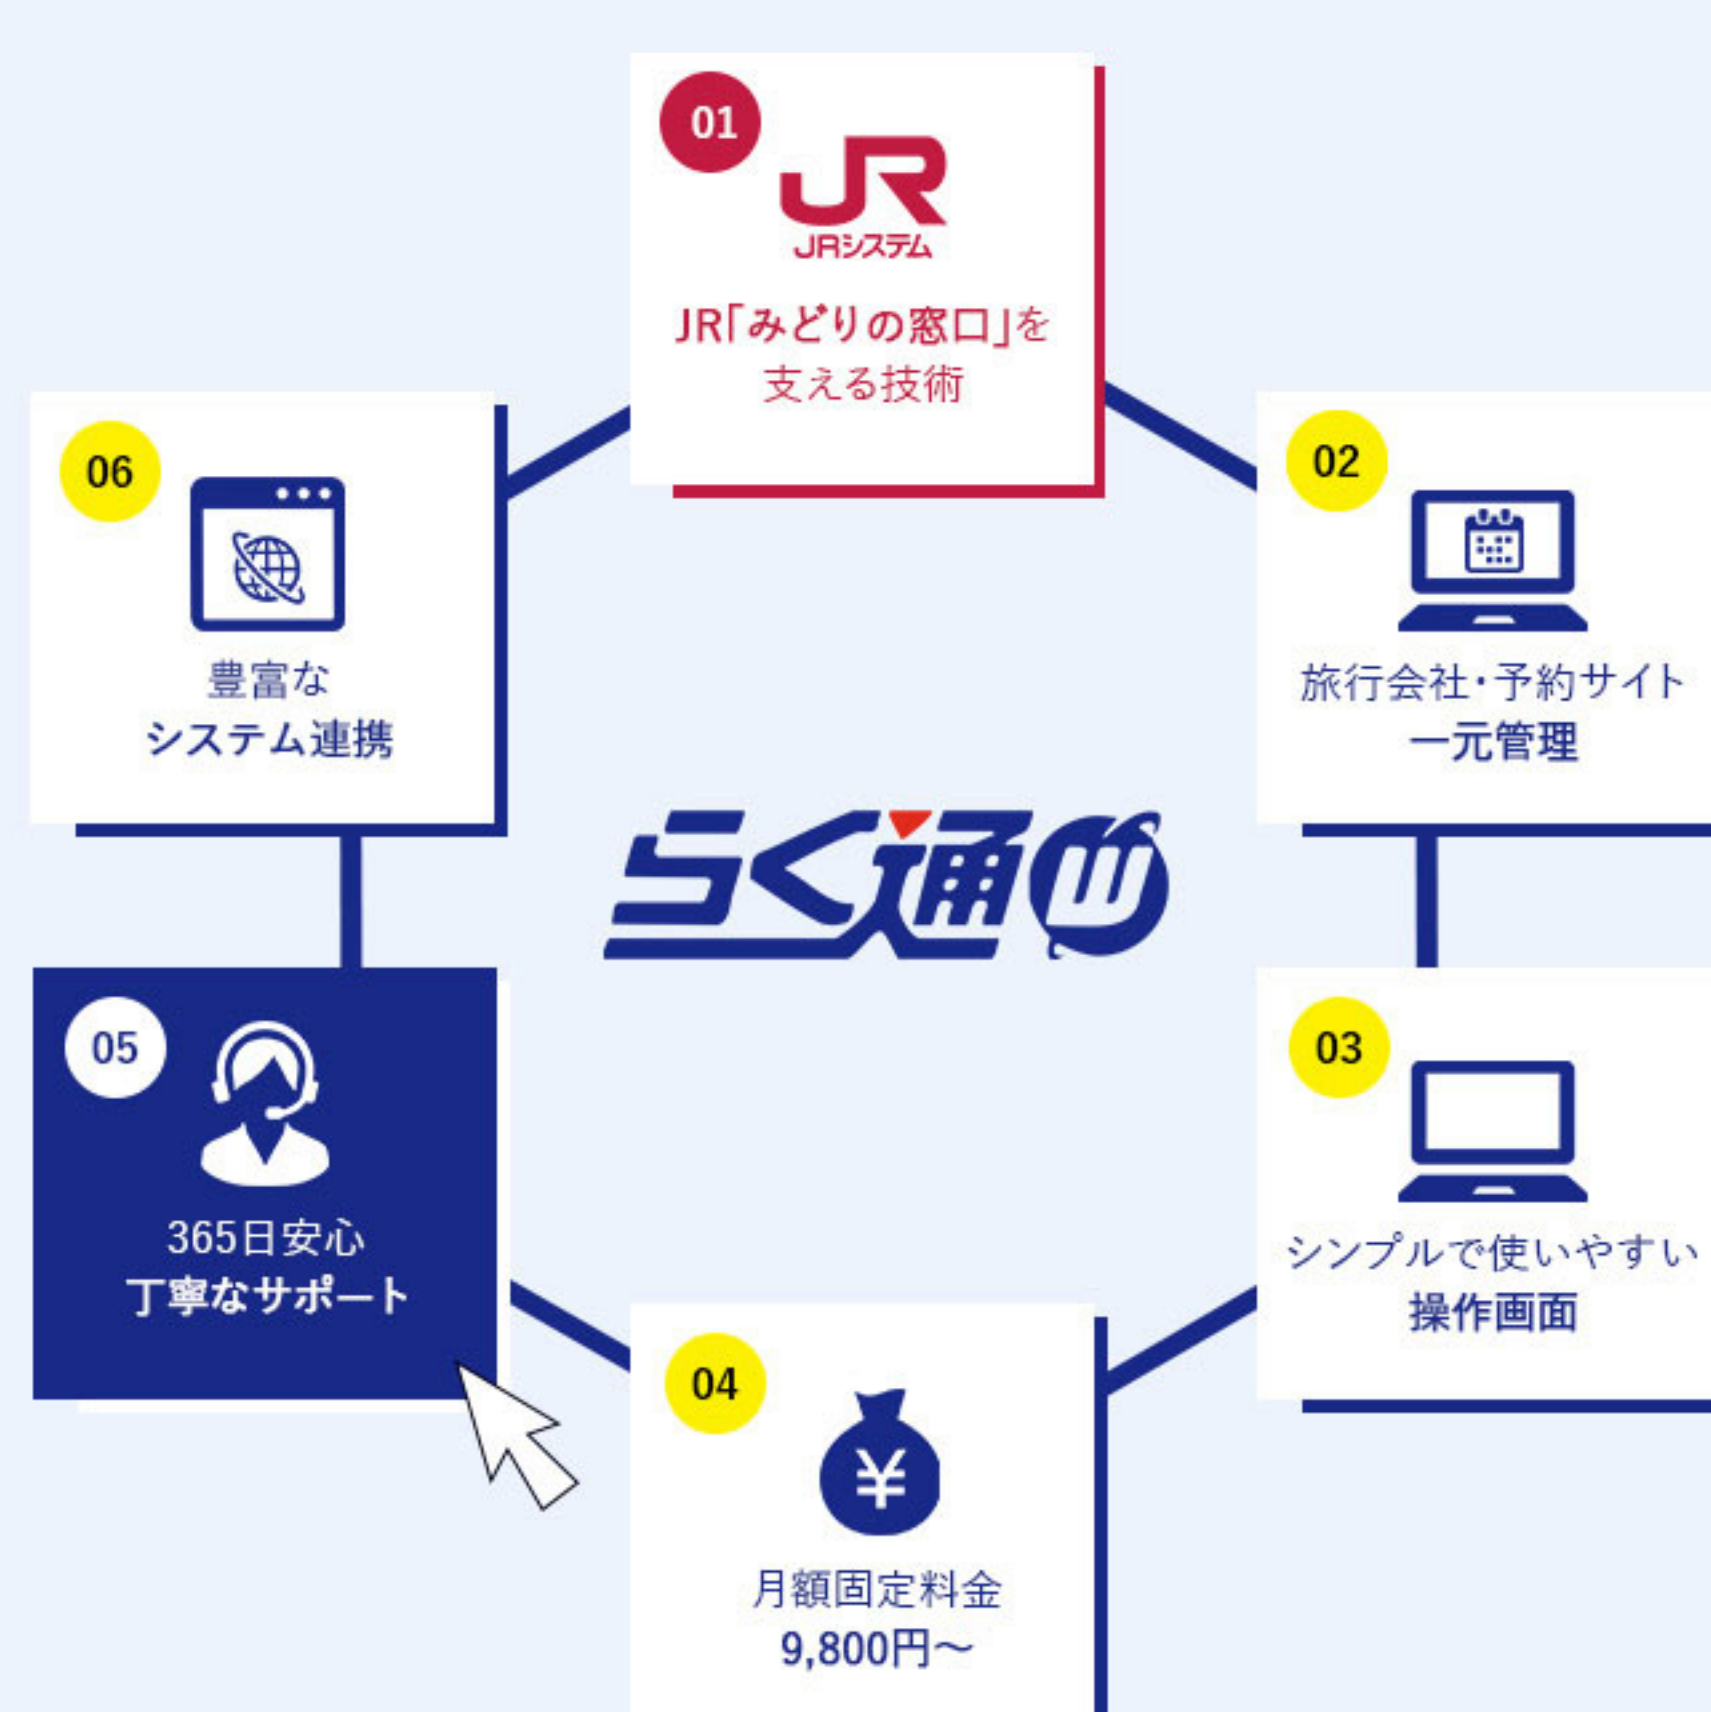 01
JR
JRシステム
JR「みどりの窓口」を
支える技術
02
旅行会社・予約サイト
一元管理
03
シンプルで使いやすい
操作画面
04
¥
月額固定料金
9,800円～
05
365日安心
丁寧なサポート
06
豊富な
システム連携
らく通w